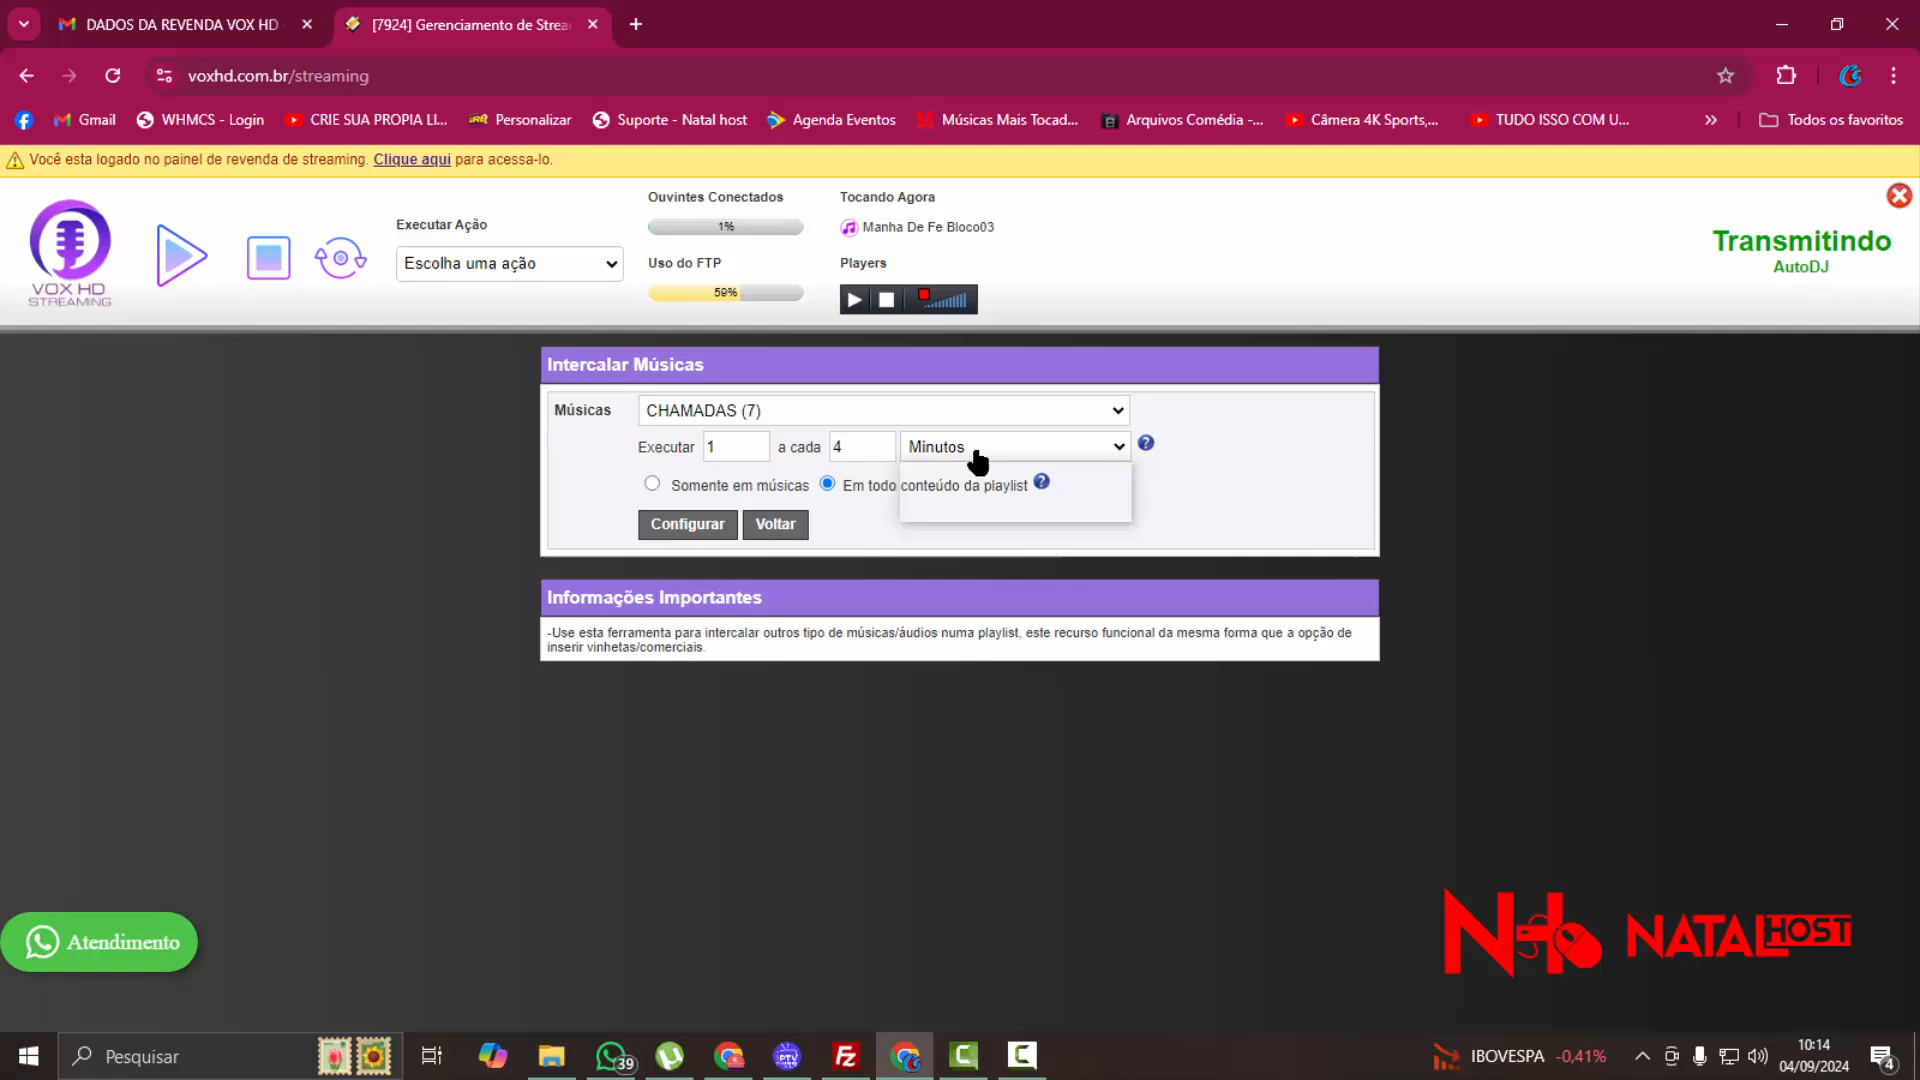 DADOS DA REVENDA VOX HD
[7924] Gerenciamento de Strea
voxhd.com.br/streaming
Gmail
WHMCS - Login
CRIE SUA PROPIA LI...
Personalizar
Suporte - Natal host
Agenda Eventos
Músicas Mais Tocad...
Arquivos Comédia -...
Câmera 4K Sports,...
TUDO ISSO COM U...
Todos os favoritos
Você esta logado no painel de revenda de streaming. Clique aqui para acessa-lo.
VOX HD
STREAMING
Executar Ação
Escolha uma ação
Ouvintes Conectados
1%
Uso do FTP
59%
Tocando Agora
Manha De Fe Bloco03
Players
Transmitindo
AutoDJ
Intercalar Músicas
Músicas
CHAMADAS (7)
Executar 1 a cada 4 Minutos
Somente em músicas Em todo conteúdo da playlist
Configurar Voltar
Informações Importantes
-Use esta ferramenta para intercalar outros tipo de músicas/áudios numa playlist, este recurso funcional da mesma forma que a opção de
inserir vinhetas/comerciais.
Atendimento
NH NATAL HOST
Pesquisar
39
IPTV
Fz
IBOVESPA -0,41%
10:14
04/09/2024
4